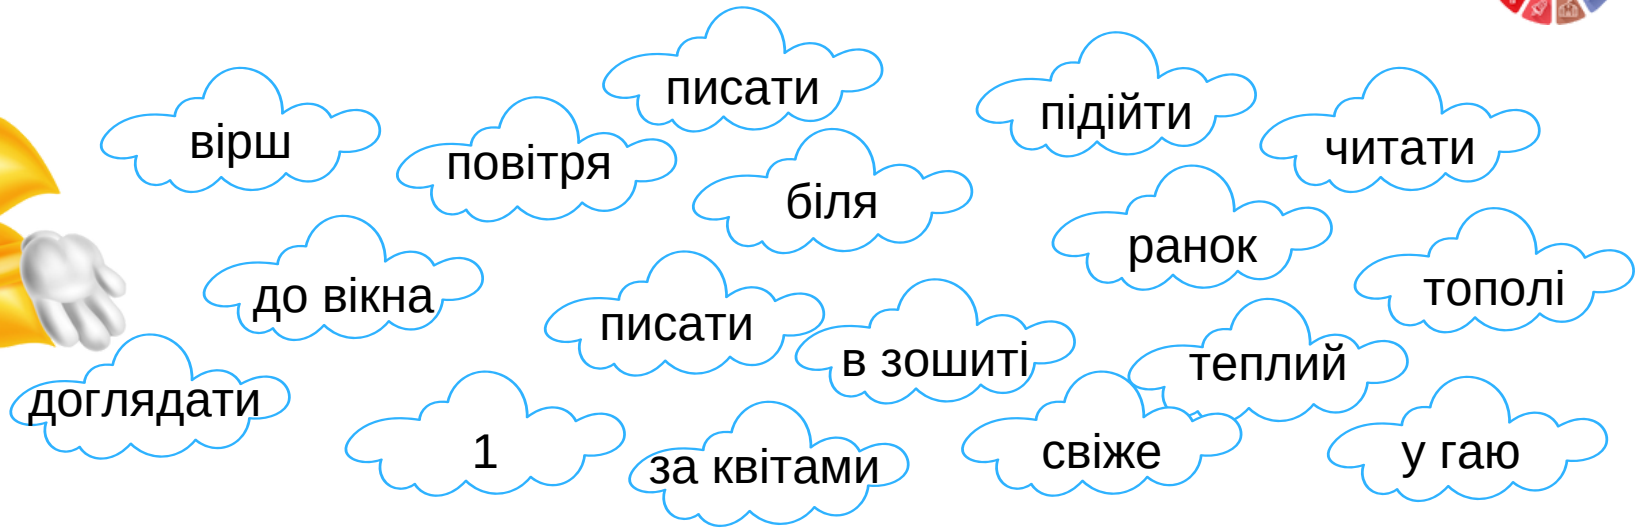 писати
підійти
вірш
повітря
читати
біля
ранок
до вікна
тополі
писати
в зошиті
теплий
доглядати
1
за квітами
свіже
у гаю